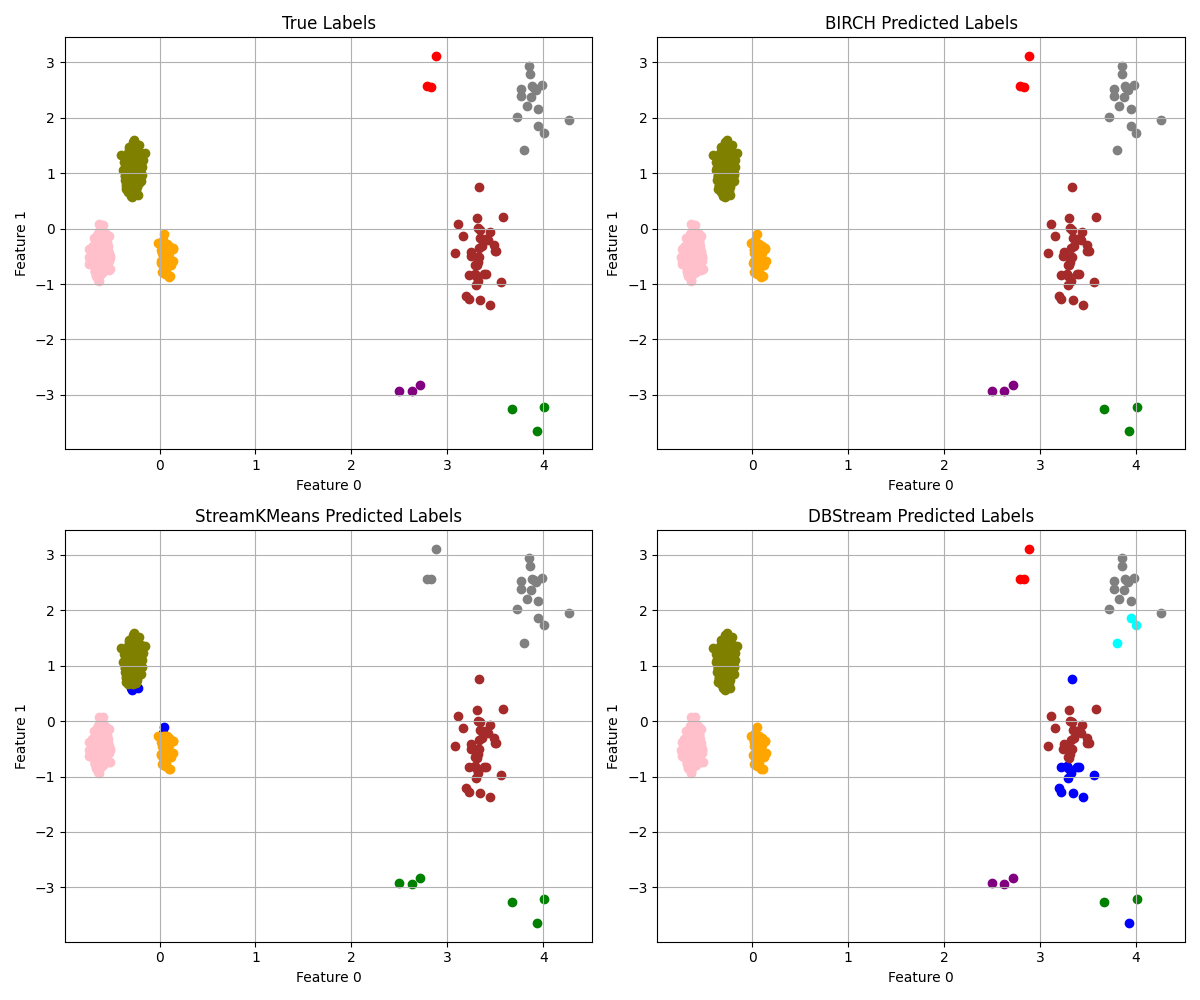 True Labels
BIRCH Predicted Labels
3
2
1
0
−1
−2
−3
Feature 1
0 1 2 3 4
Feature 0
3
2
1
0
−1
−2
−3
Feature 1
0 1 2 3 4
Feature 0
StreamKMeans Predicted Labels
DBStream Predicted Labels
3
2
1
0
−1
−2
−3
Feature 1
0 1 2 3 4
Feature 0
3
2
1
0
−1
−2
−3
Feature 1
0 1 2 3 4
Feature 0